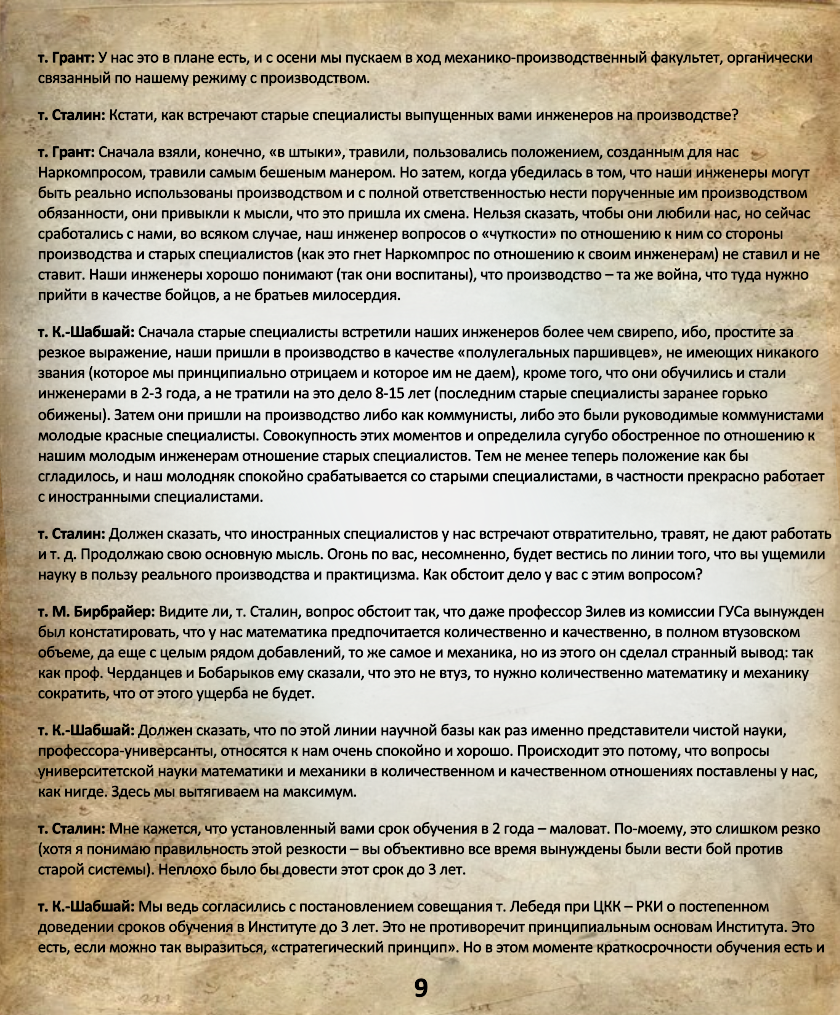 т. Грант: У нас это в плане есть, и с осени мы пускаем в ход механико-производственный факультет, органически
связанный по нашему режиму с производством.
т. Сталин: Кстати, как встречают старые специалисты выпущенных вами инженеров на производстве?
т. Грант: Сначала взяли, конечно, «в штыки», травили, пользовались положением, созданным для нас
Наркомпросом, травили самым бешеным манером. Но затем, когда убедилась в том, что наши инженеры могут
быть реально использованы производством и с полной ответственностью нести порученные им производством
обязанности, они привыкли к мысли, что это пришла их смена. Нельзя сказать, чтобы они любили нас, но сейчас
сработались с нами, во всяком случае, наш инженер вопросов о «чуткости» по отношению к ним со стороны
производства и старых специалистов (как это гнет Наркомпрос по отношению к своим инженерам) не ставил и не
ставит. Наши инженеры хорошо понимают (так они воспитаны), что производство – та же война, что туда нужно
прийти в качестве бойцов, а не братьев милосердия.
т. К.-Шабшай: Сначала старые специалисты встретили наших инженеров более чем свирепо, ибо, простите за
резкое выражение, наши пришли в производство в качестве «полулегальных паршивцев», не имеющих никакого
звания (которое мы принципиально отрицаем и которое им не даем), кроме того, что они обучились и стали
инженерами в 2-3 года, а не тратили на это дело 8-15 лет (последним старые специалисты заранее горько
обижены). Затем они пришли на производство либо как коммунисты, либо это были руководимые коммунистами
молодые красные специалисты. Совокупность этих моментов и определила сугубо обостренное по отношению к
нашим молодым инженерам отношение старых специалистов. Тем не менее теперь положение как бы
сгладилось, и наш молодняк спокойно срабатывается со старыми специалистами, в частности прекрасно работает
с иностранными специалистами.
т. Сталин: Должен сказать, что иностранных специалистов у нас встречают отвратительно, травят, не дают работать
и т. д. Продолжаю свою основную мысль. Огонь по вас, несомненно, будет вестись по линии того, что вы ущемили
науку в пользу реального производства и практицизма. Как обстоит дело у вас с этим вопросом?
т. М. Бирбрайер: Видите ли, т. Сталин, вопрос обстоит так, что даже профессор Зилев из комиссии ГУСа вынужден
был констатировать, что у нас математика предпочитается количественно и качественно, в полном втузовском
объеме, да еще с целым рядом добавлений, то же самое и механика, но из этого он сделал странный вывод: так
как проф. Черданцев и Бобарыков ему сказали, что это не втуз, то нужно количественно математику и механику
сократить, что от этого ущерба не будет.
т. К.-Шабшай: Должен сказать, что по этой линии научной базы как раз именно представители чистой науки,
профессора-универсанты, относятся к нам очень спокойно и хорошо. Происходит это потому, что вопросы
университетской науки математики и механики в количественном и качественном отношениях поставлены у нас,
как нигде. Здесь мы вытягиваем на максимум.
т. Сталин: Мне кажется, что установленный вами срок обучения в 2 года – маловат. По-моему, это слишком резко
(хотя я понимаю правильность этой резкости – вы объективно все время вынуждены были вести бой против
старой системы). Неплохо было бы довести этот срок до 3 лет.
т. К.-Шабшай: Мы ведь согласились с постановлением совещания т. Лебедя при ЦКК – РКИ о постепенном
доведении сроков обучения в Институте до 3 лет. Это не противоречит принципиальным основам Института. Это
есть, если можно так выразиться, «стратегический принцип». Но в этом моменте краткосрочности обучения есть и
9